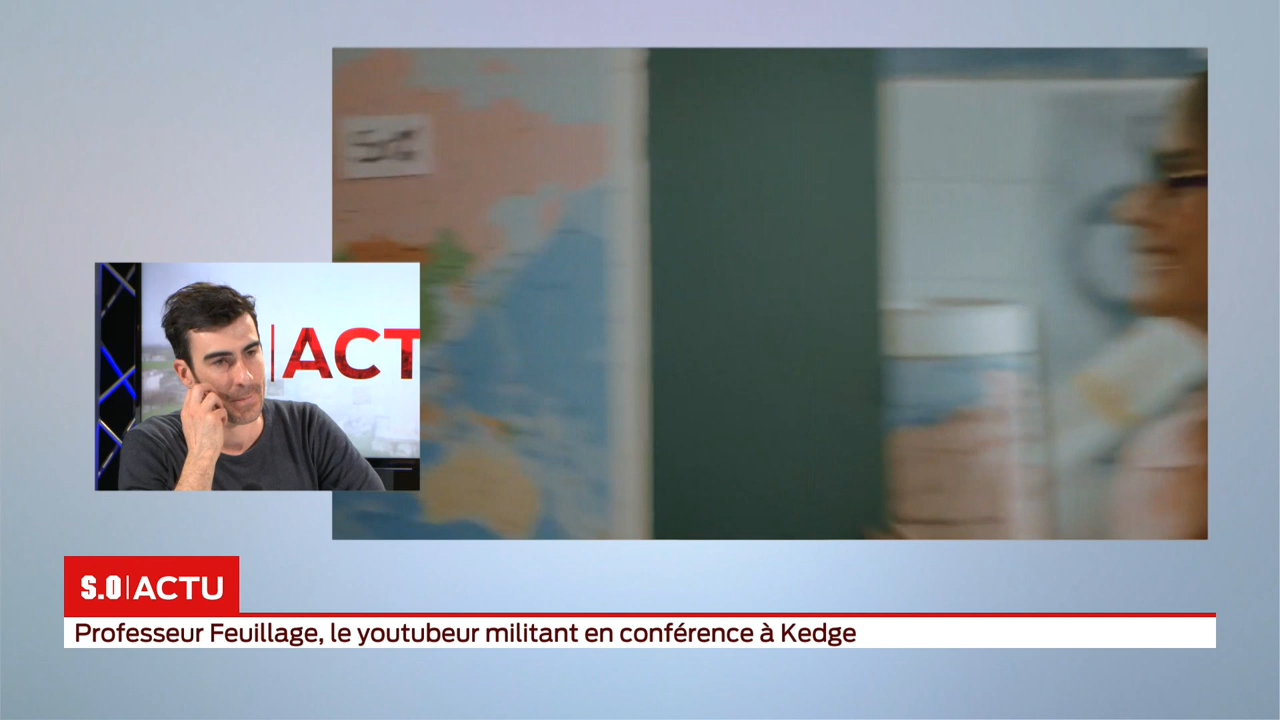 ACT
S.O|ACTU
Professeur Feuillage, le youtubeur militant en conférence à Kedge